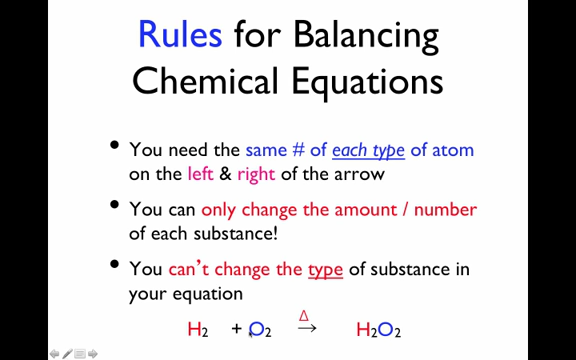 Rules for Balancing
Chemical Equations
• You need the same # of each type of atom
on the left & right of the arrow
• You can only change the amount / number
of each substance!
• You can't change the type of substance in
your equation
Δ
H2 + O2 → H2O2